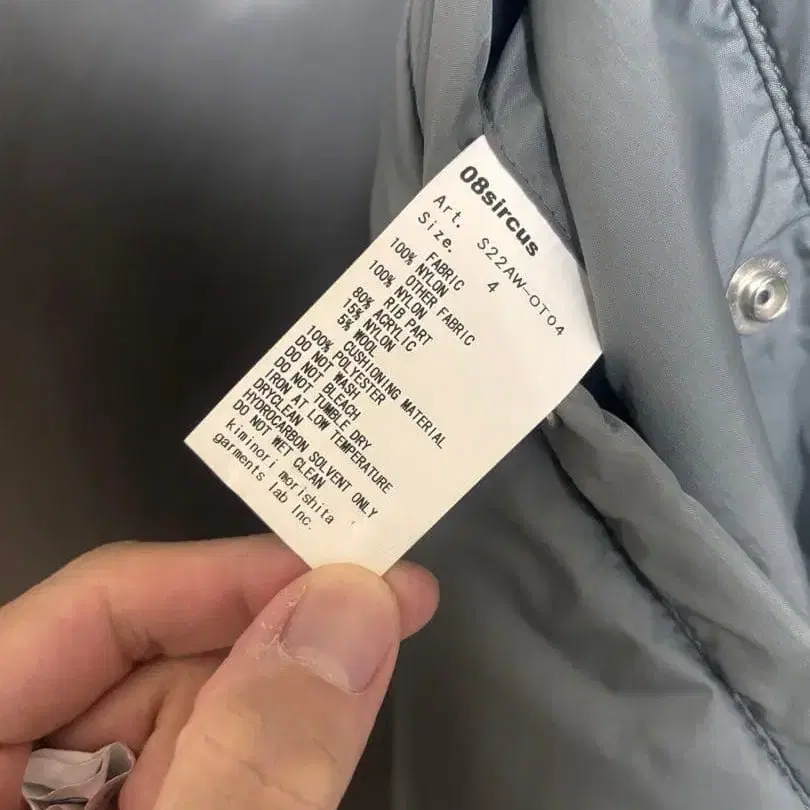 08sircus
Art. S22AW-OT04
Size. 4
FABRIC
100% NYLON
OTHER FABRIC
100% NYLON
RIB PART
80% ACRYLIC
15% NYLON
5% WOOL
CUSHIONING MATERIAL
100% POLYESTER
DO NOT WASH
DO NOT BLEACH
DO NOT TUMBLE DRY
IRON AT LOW TEMPERATURE
DRYCLEAN
HYDROCARBON SOLVENT ONLY
DO NOT WET CLEAN
kiminori morishita
garments lab Inc.